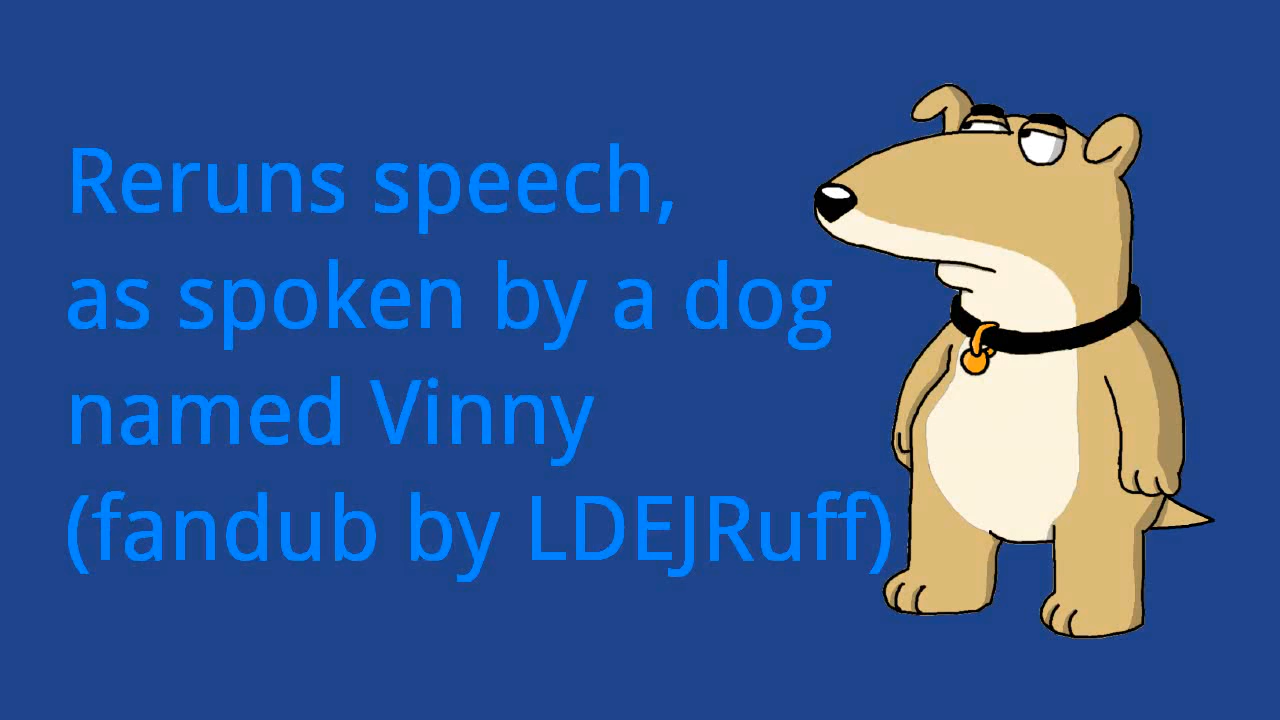 Reruns speech,
as spoken by a dog
named Vinny
(fandub by LDEJRuff)